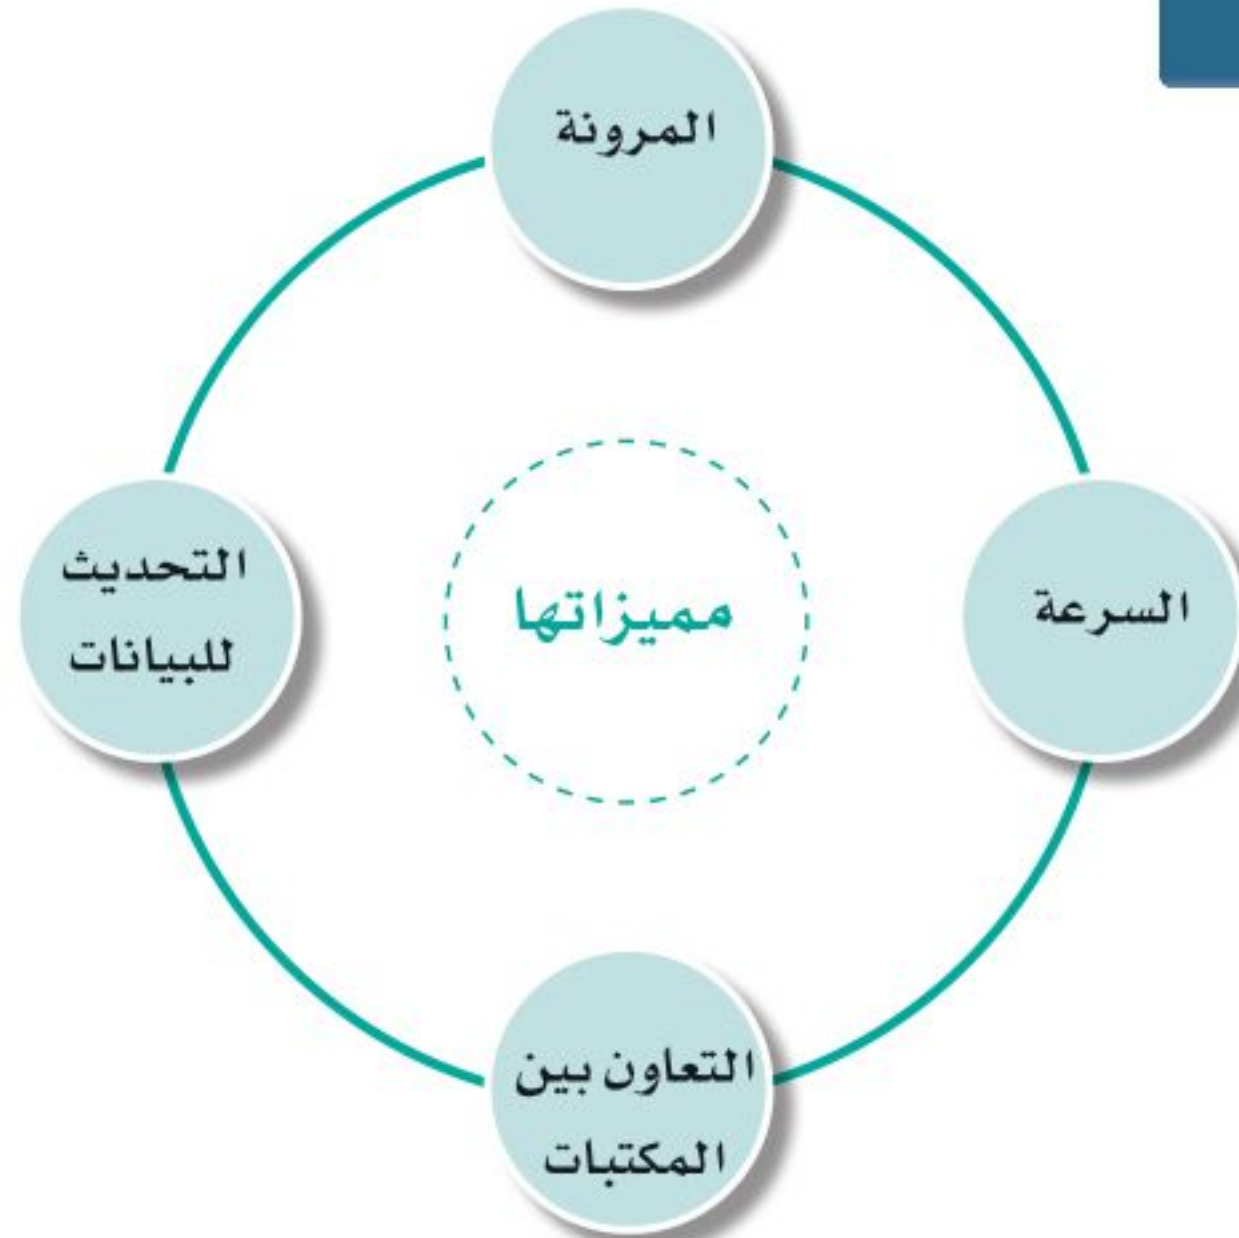 المرونة
التحديث
للبيانات
مميزاتها
السرعة
التعاون بين
المكتبات